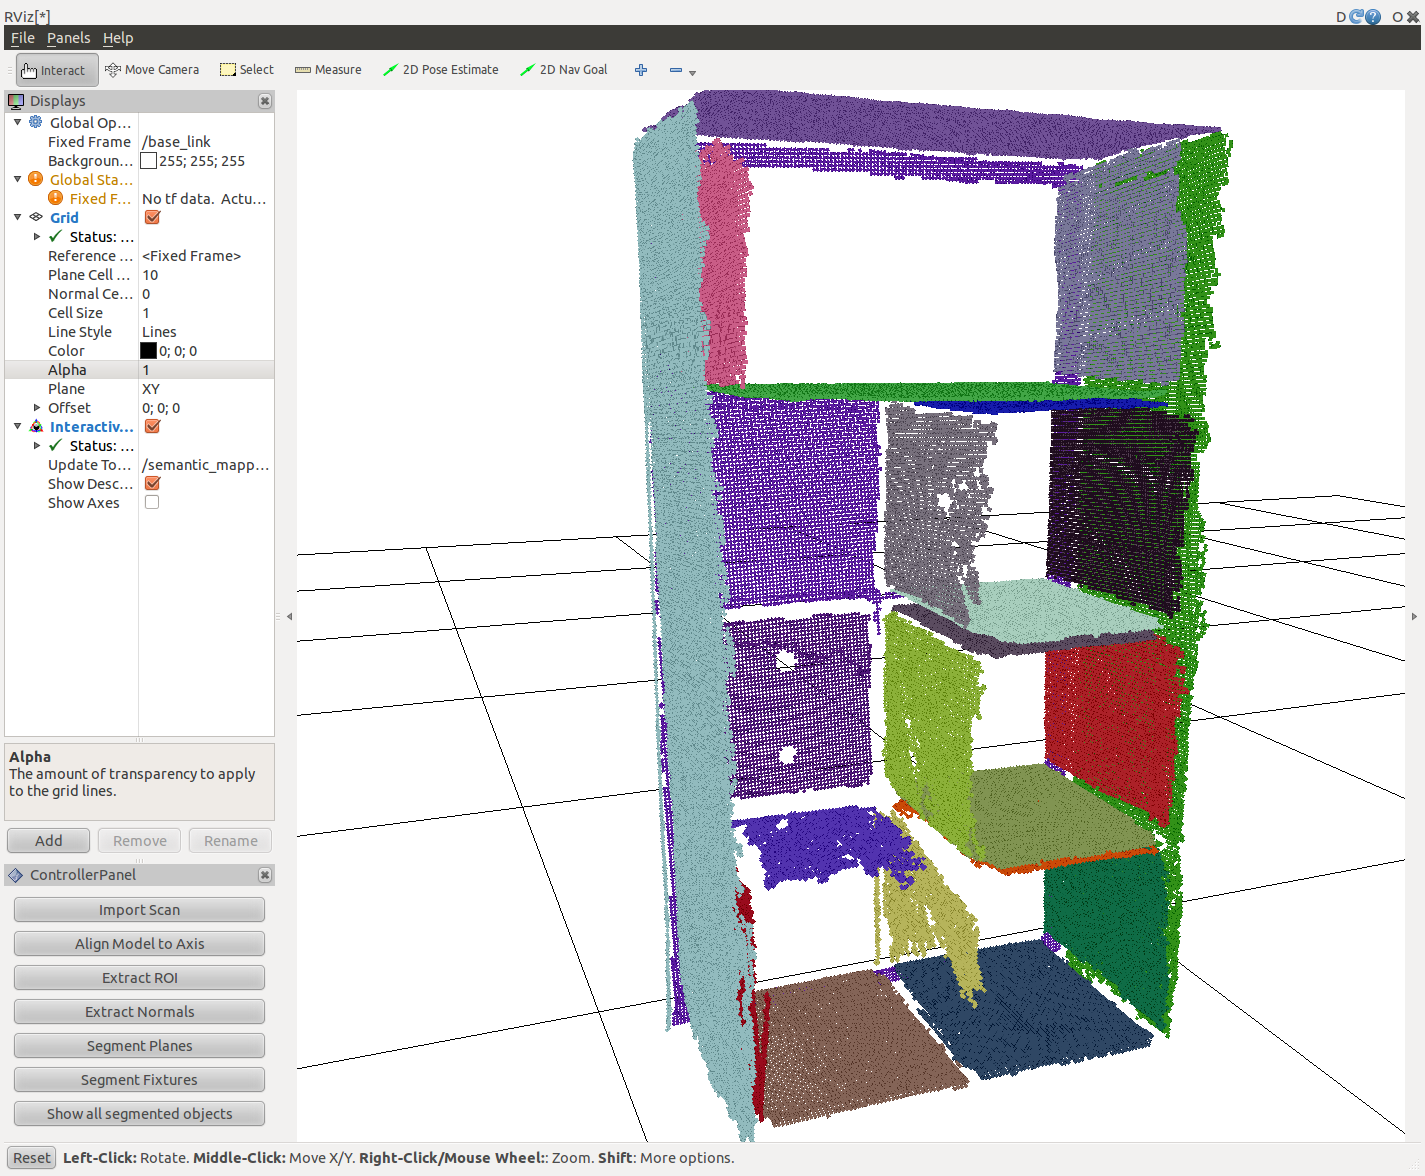 RViz[*]
D
O
File Panels Help
Interact Move Camera Select Measure 2D Pose Estimate 2D Nav Goal
Displays
Global Op...
Fixed Frame /base_link
Backgroun... 255; 255; 255
Global Sta...
Fixed F... No tf data. Actu...
Grid
Status: ...
Reference ... <Fixed Frame>
Plane Cell ... 10
Normal Ce... 0
Cell Size 1
Line Style Lines
Color 0; 0; 0
Alpha 1
Plane XY
Offset 0; 0; 0
Interactiv...
Status: ...
Update To... /semantic_mapp...
Show Desc...
Show Axes
Alpha
The amount of transparency to apply
to the grid lines.
Add Remove Rename
ControllerPanel
Import Scan
Align Model to Axis
Extract ROI
Extract Normals
Segment Planes
Segment Fixtures
Show all segmented objects
Reset Left-Click: Rotate. Middle-Click: Move X/Y. Right-Click/Mouse Wheel:: Zoom. Shift: More options.